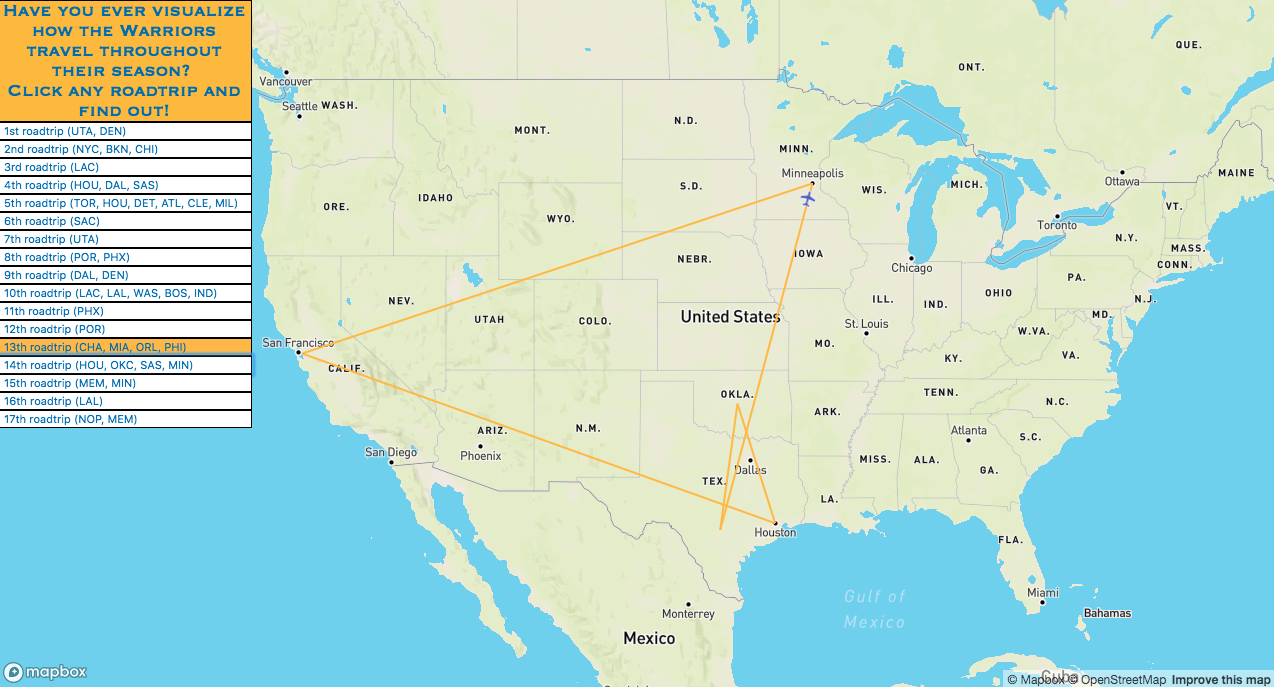 Have you ever visualize
how the Warriors
travel throughout
their season?
Click any roadtrip and
find out!
1st roadtrip (UTA, DEN)
2nd roadtrip (NYC, BKN, CHI)
3rd roadtrip (LAC)
4th roadtrip (HOU, DAL, SAS)
5th roadtrip (TOR, HOU, DET, ATL, CLE, MIL)
6th roadtrip (SAC)
7th roadtrip (UTA)
8th roadtrip (POR, PHX)
9th roadtrip (DAL, DEN)
10th roadtrip (LAC, LAL, WAS, BOS, IND)
11th roadtrip (PHX)
12th roadtrip (POR)
13th roadtrip (CHA, MIA, ORL, PHI)
14th roadtrip (HOU, OKC, SAS, MIN)
15th roadtrip (MEM, MIN)
16th roadtrip (LAL)
17th roadtrip (NOP, MEM)
QUE.
ONT.
Vancouver
Seattle
WASH.
MONT.
N.D.
MINN.
Minneapolis
Ottawa
MAINE
ORE.
IDAHO
S.D.
WIS.
MICH.
VT.
WYO.
Toronto
N.Y.
MASS.
NEBR.
IOWA
Chicago
CONN.
PA.
NEV.
UTAH
COLO.
United States
ILL.
IND.
OHIO
N.J.
MD.
San Francisco
CALIF.
St. Louis
MO.
W.VA.
VA.
KY.
OKLA.
ARK.
TENN.
N.C.
ARIZ.
N.M.
Atlanta
S.C.
San Diego
Phoenix
Dallas
MISS.
ALA.
GA.
TEX.
LA.
Houston
FLA.
Gulf of
Mexico
Miami
Bahamas
Monterrey
Mexico
Cuba
mapbox
© Mapbox © OpenStreetMap Improve this map